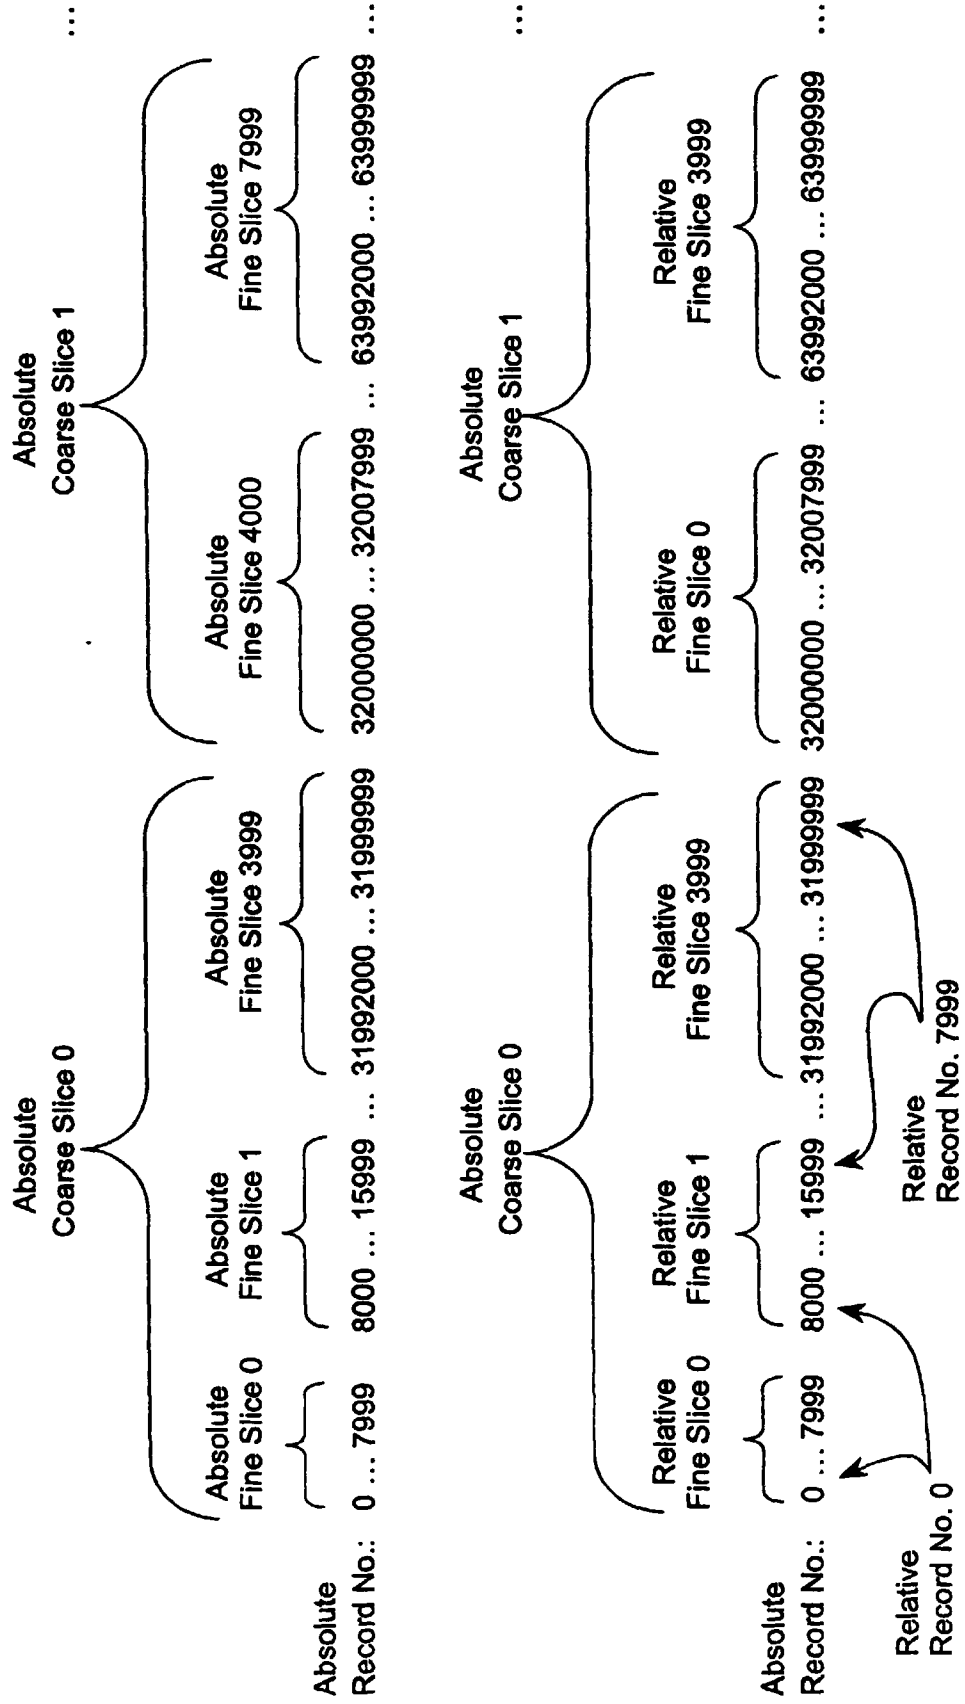 Absolute
Coarse Slice 0
Absolute
Coarse Slice 1
...
Absolute
Fine Slice 0
Absolute
Fine Slice 1
Absolute
Fine Slice 3999
Absolute
Fine Slice 4000
Absolute
Fine Slice 7999
Absolute
Record No.: 0 ... 7999 8000 ... 15999 ... 31992000 ... 31999999 32000000 ... 32007999 ... 63992000 ... 63999999 ...
Absolute
Coarse Slice 0
Absolute
Coarse Slice 1
...
Relative
Fine Slice 0
Relative
Fine Slice 1
Relative
Fine Slice 3999
Relative
Fine Slice 0
Relative
Fine Slice 3999
Absolute
Record No.: 0 ... 7999 8000 ... 15999 ... 31992000 ... 31999999 32000000 ... 32007999 ... 63992000 ... 63999999 ...
Relative
Record No. 0
Relative
Record No. 7999